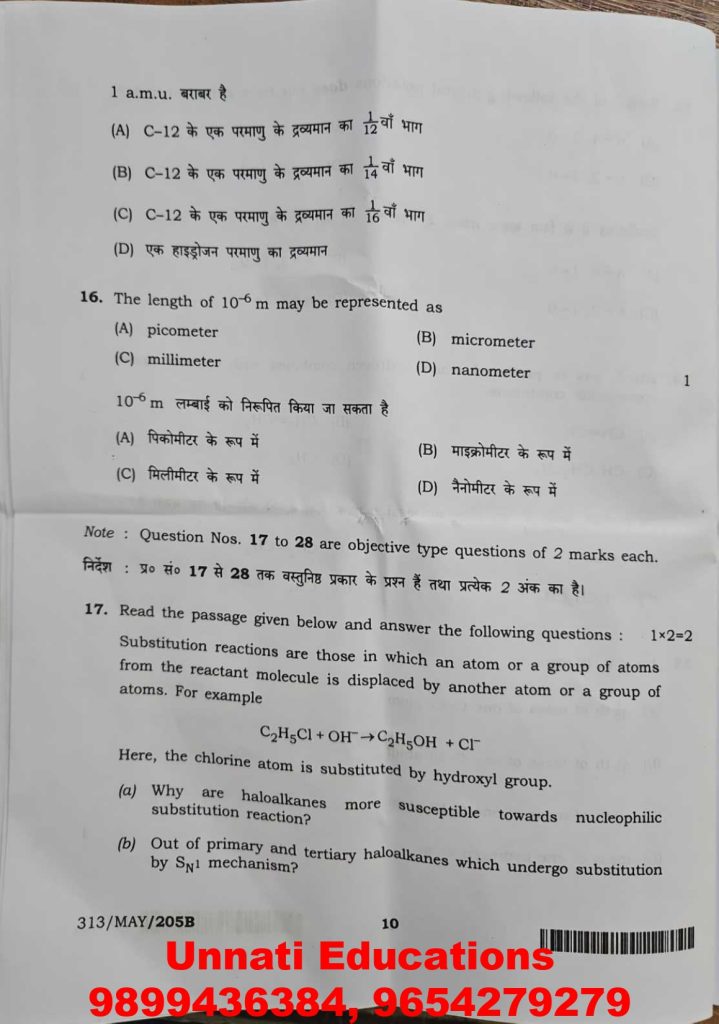 1 a.m.u. बराबर है
(A) C–12 के एक परमाणु के द्रव्यमान का 1/12 वाँ भाग
(B) C–12 के एक परमाणु के द्रव्यमान का 1/14 वाँ भाग
(C) C–12 के एक परमाणु के द्रव्यमान का 1/16 वाँ भाग
(D) एक हाइड्रोजन परमाणु का द्रव्यमान
16. The length of 10⁻⁶ m may be represented as
(A) picometer (B) micrometer
(C) millimeter (D) nanometer 1
10⁻⁶ m लम्बाई को निरूपित किया जा सकता है
(A) पिकोमीटर के रूप में (B) माइक्रोमीटर के रूप में
(C) मिलीमीटर के रूप में (D) नैनोमीटर के रूप में
Note : Question Nos. 17 to 28 are objective type questions of 2 marks each.
निर्देश : प्र० सं० 17 से 28 तक वस्तुनिष्ठ प्रकार के प्रश्न हैं तथा प्रत्येक 2 अंक का है।
17. Read the passage given below and answer the following questions : 1×2=2
Substitution reactions are those in which an atom or a group of atoms
from the reactant molecule is displaced by another atom or a group of
atoms. For example
C₂H₅Cl + OH⁻ → C₂H₅OH + Cl⁻
Here, the chlorine atom is substituted by hydroxyl group.
(a) Why are haloalkanes more susceptible towards nucleophilic
substitution reaction?
(b) Out of primary and tertiary haloalkanes which undergo substitution
by S_N1 mechanism?
313/MAY/205B 10
Unnati Educations
9899436384, 9654279279